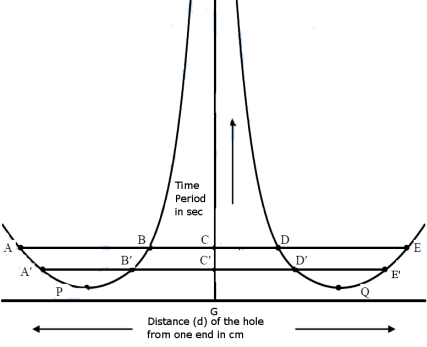 Time
Period
in sec
A B C D E
A′ B′ C′ D′ E'
P Q
G
Distance (d) of the hole
from one end in cm